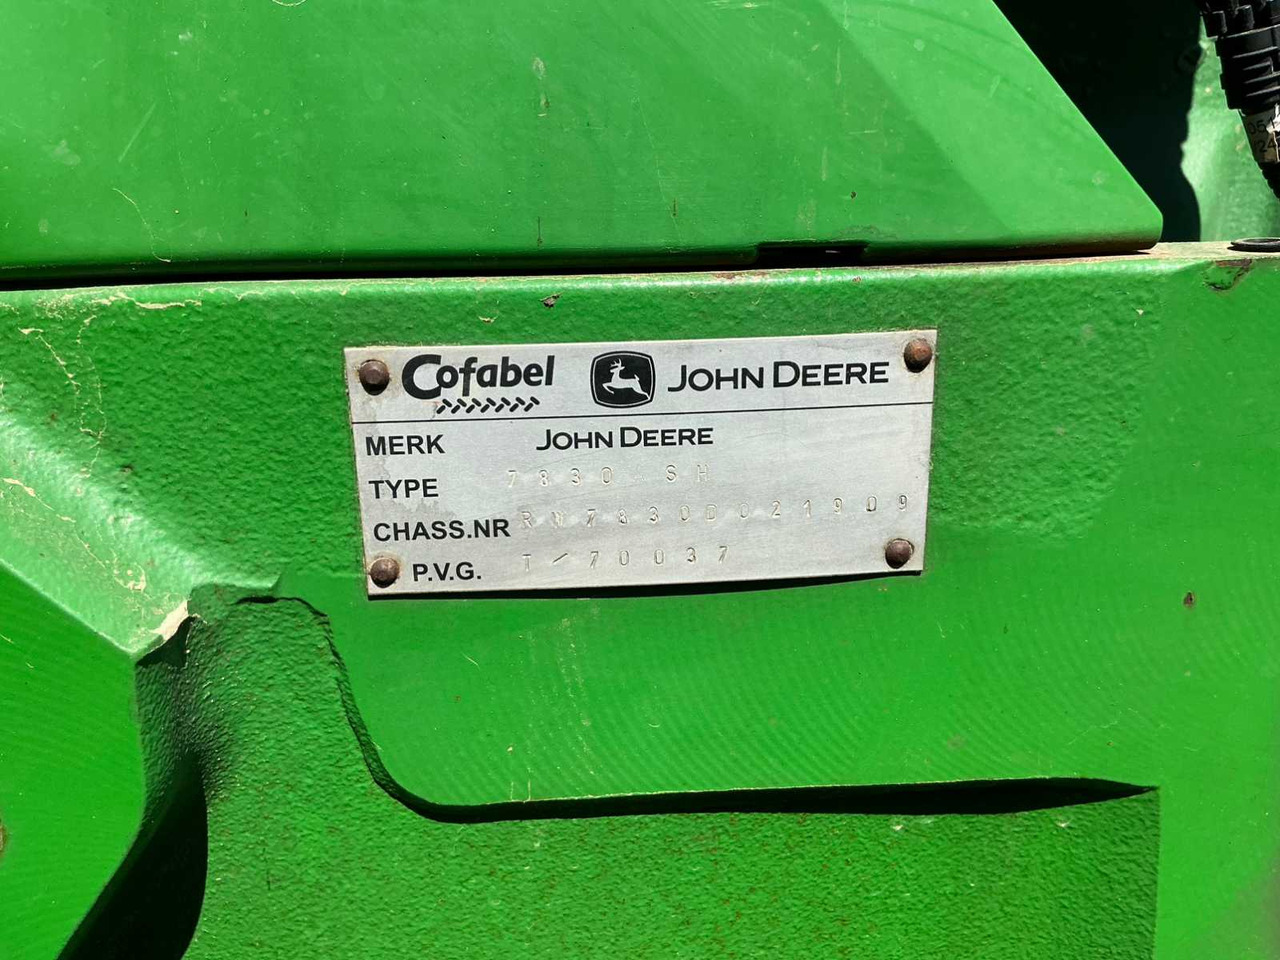 Cofabel JOHN DEERE
MERK JOHN DEERE
TYPE 7830 SH
CHASS.NR RW7830D021909
P.V.G. T/70037